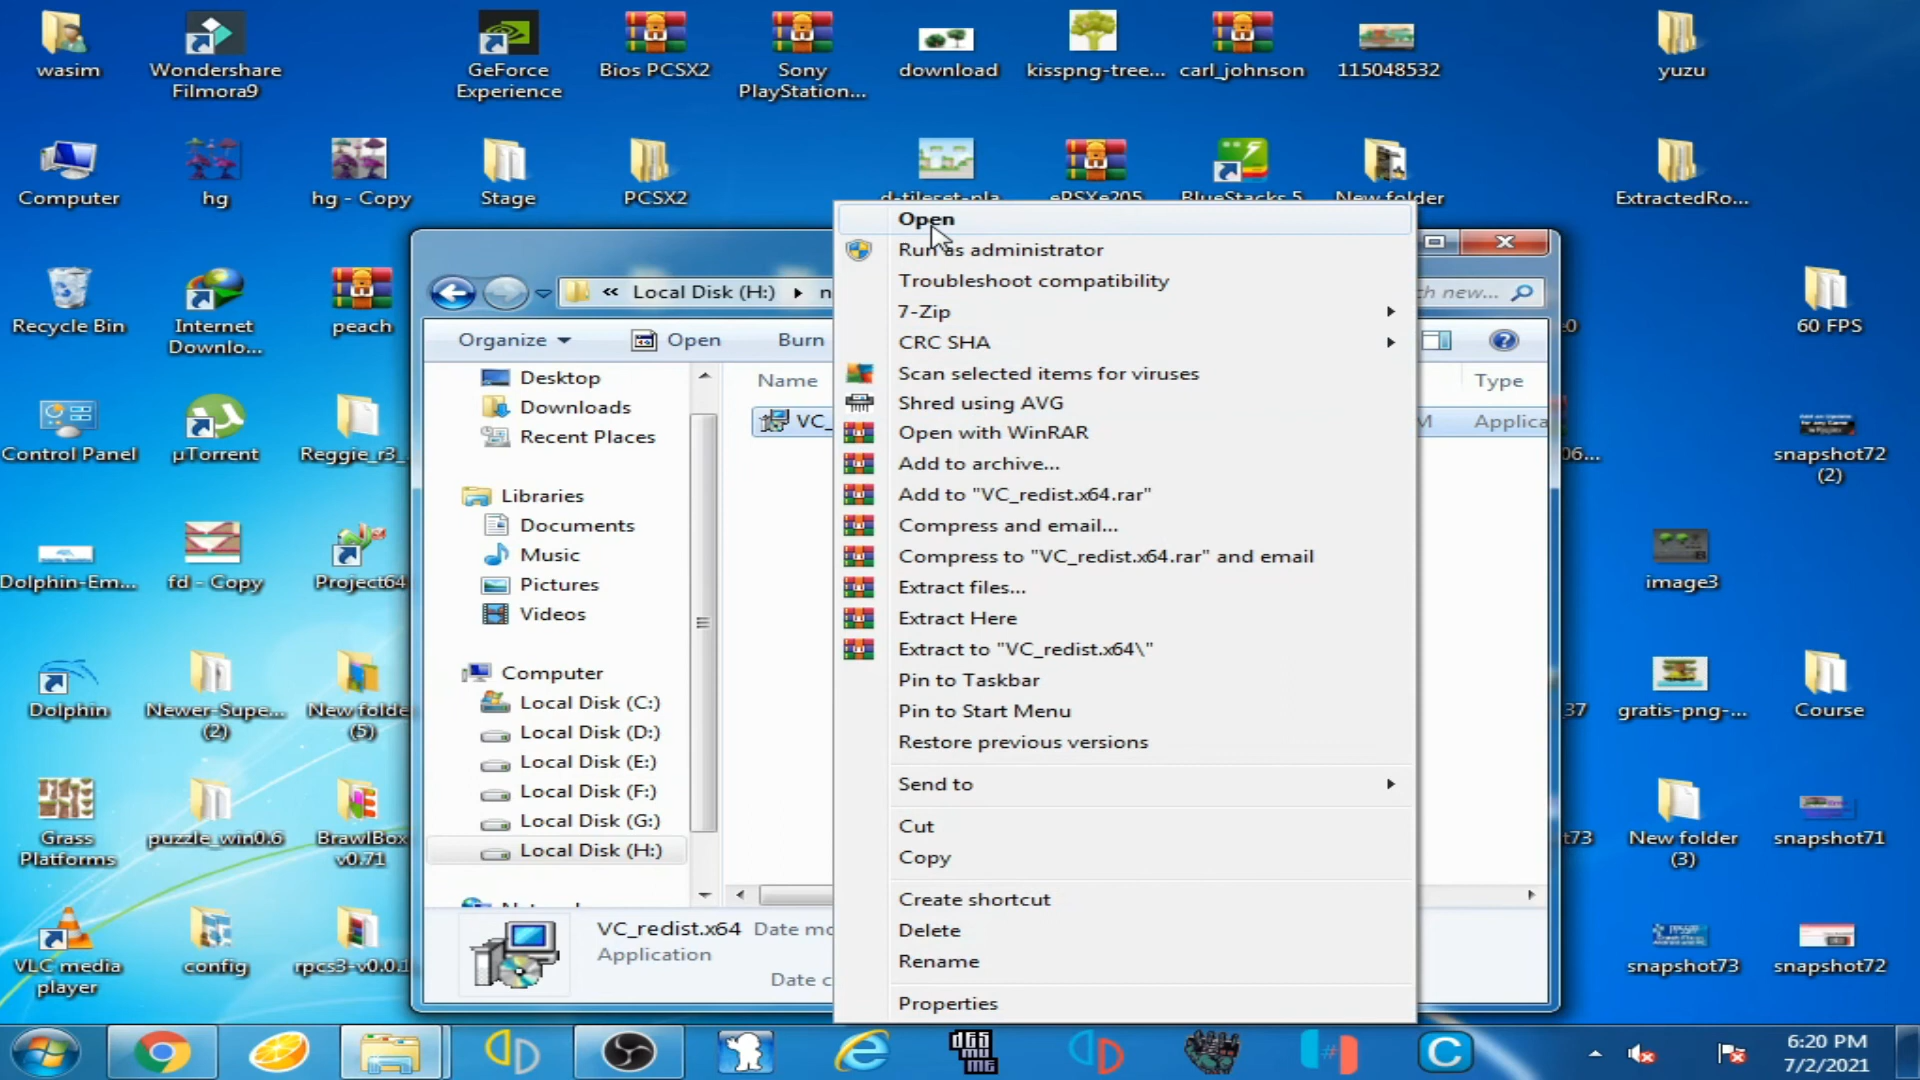 wasim
Wondershare
Filmora9
GeForce
Experience
Bios PCSX2
Sony
PlayStation...
download
kisspng-tree...
carl_johnson
115048532
yuzu
Computer
hg
hg - Copy
Stage
PCSX2
d-tileset-pla...
ePSXe205
BlueStacks 5
New folder
ExtractedRo...
Recycle Bin
Internet
Downlo...
peach
60 FPS
Control Panel
µTorrent
Reggie_r3_
snapshot72
(2)
Dolphin-Em...
fd - Copy
Project64
image3
Dolphin
Newer-Supe...
(2)
New folde
(5)
37
gratis-png-...
Course
Grass
Platforms
puzzle_win0.6
BrawlBox
v0.71
t73
New folder
(3)
snapshot71
VLC media
player
config
rpcs3-v0.0.1
snapshot73
snapshot72
« Local Disk (H:) ▸ n
ch new...
Organize
Open
Burn
Name
Type
VC_
M
Applica
Desktop
Downloads
Recent Places
Libraries
Documents
Music
Pictures
Videos
Computer
Local Disk (C:)
Local Disk (D:)
Local Disk (E:)
Local Disk (F:)
Local Disk (G:)
Local Disk (H:)
VC_redist.x64
Date mo
Application
Date c
Open
Run as administrator
Troubleshoot compatibility
7-Zip
CRC SHA
Scan selected items for viruses
Shred using AVG
Open with WinRAR
Add to archive...
Add to "VC_redist.x64.rar"
Compress and email...
Compress to "VC_redist.x64.rar" and email
Extract files...
Extract Here
Extract to "VC_redist.x64\"
Pin to Taskbar
Pin to Start Menu
Restore previous versions
Send to
Cut
Copy
Create shortcut
Delete
Rename
Properties
6:20 PM
7/2/2021